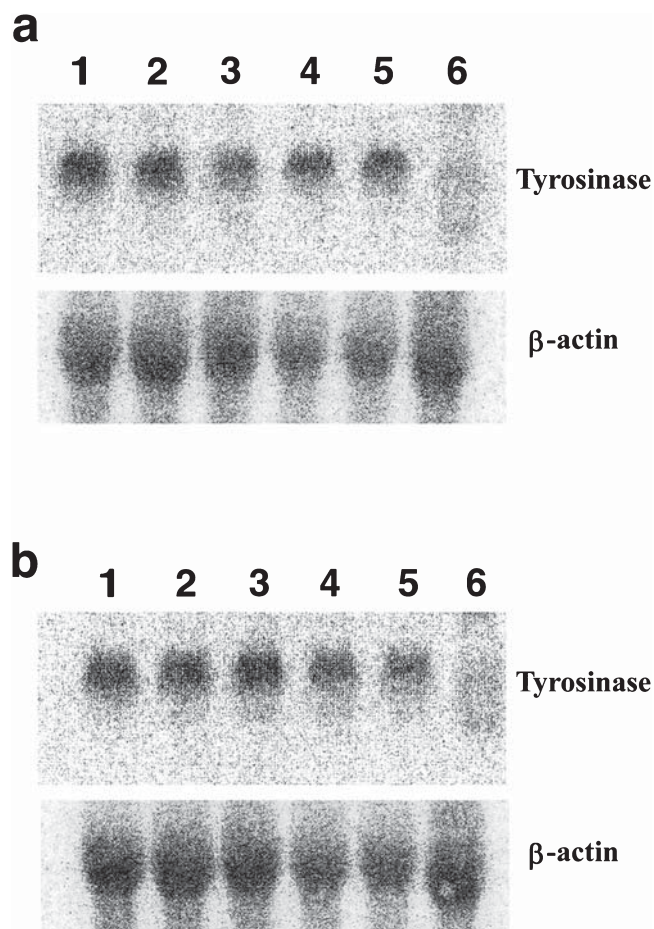 a
1 2 3 4 5 6
Tyrosinase
β-actin
b
1 2 3 4 5 6
Tyrosinase
β-actin